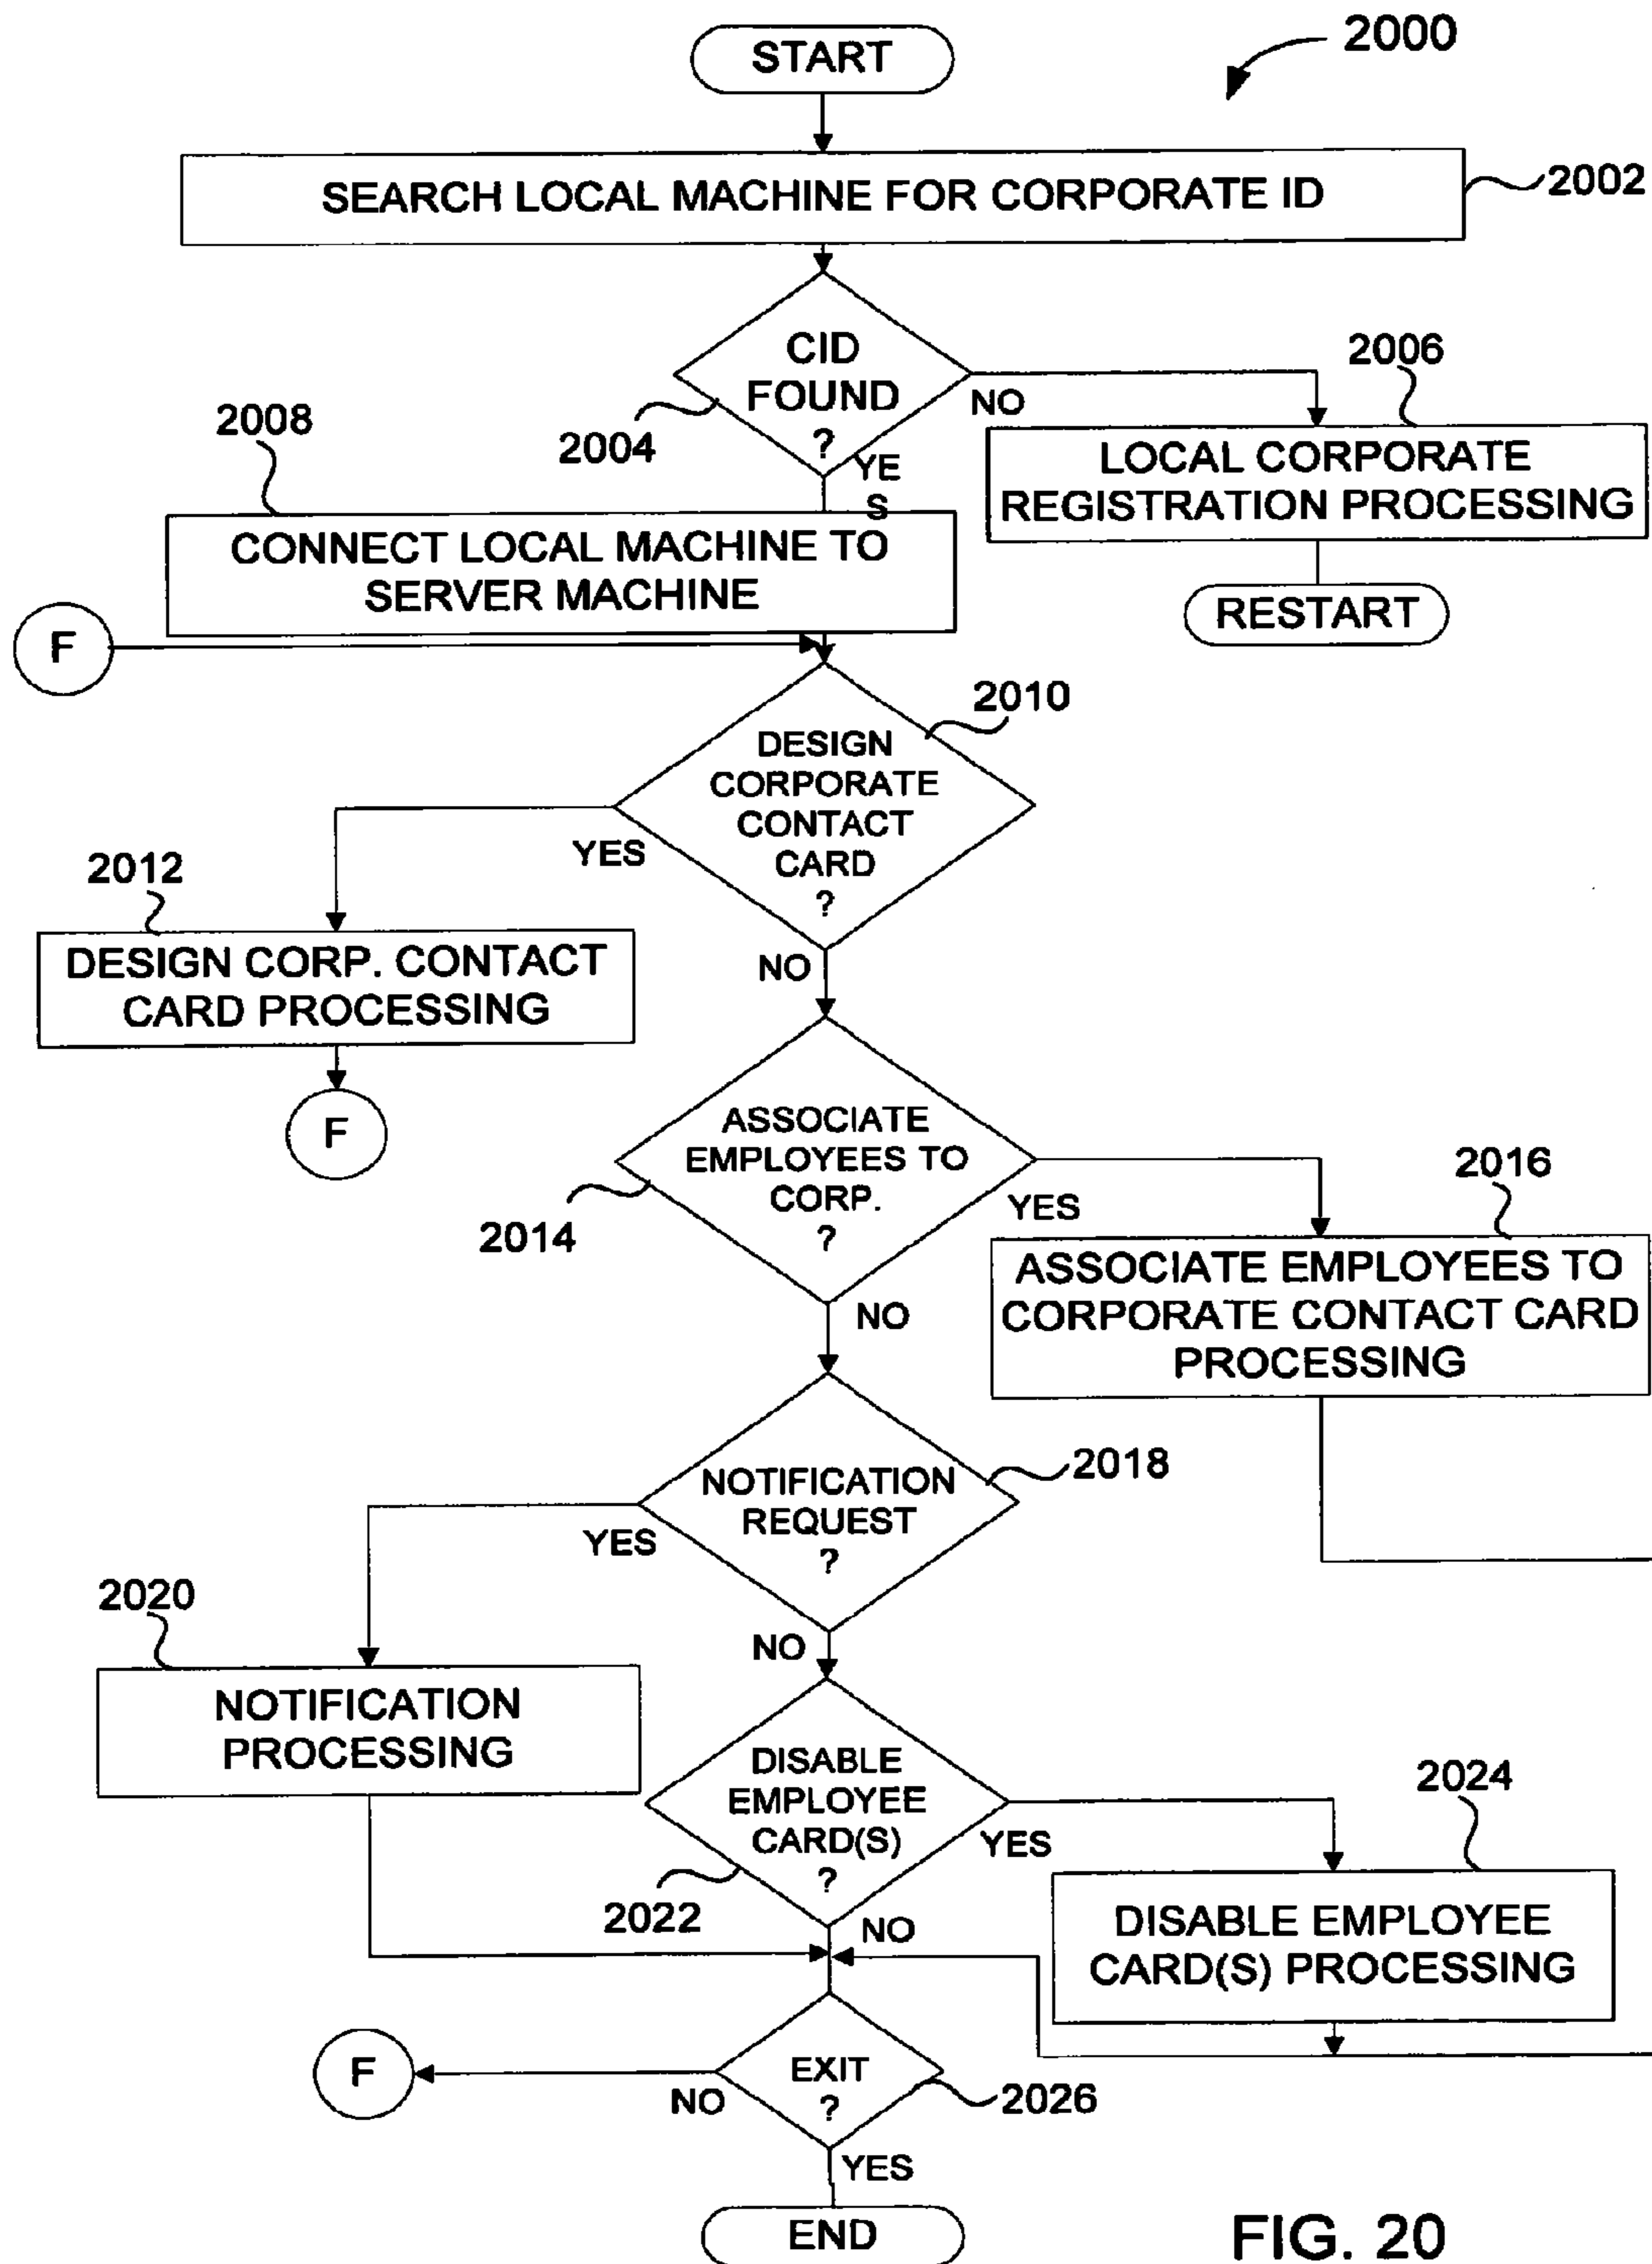 START
2000
SEARCH LOCAL MACHINE FOR CORPORATE ID
2002
CID
FOUND
?
2004
NO
YE
S
2006
LOCAL CORPORATE
REGISTRATION PROCESSING
RESTART
2008
CONNECT LOCAL MACHINE TO
SERVER MACHINE
F
2010
DESIGN
CORPORATE
CONTACT
CARD
?
YES
NO
2012
DESIGN CORP. CONTACT
CARD PROCESSING
F
ASSOCIATE
EMPLOYEES TO
CORP.
?
2014
YES
NO
2016
ASSOCIATE EMPLOYEES TO
CORPORATE CONTACT CARD
PROCESSING
NOTIFICATION
REQUEST
?
2018
YES
NO
2020
NOTIFICATION
PROCESSING
DISABLE
EMPLOYEE
CARD(S)
?
2022
YES
NO
2024
DISABLE EMPLOYEE
CARD(S) PROCESSING
F
EXIT
?
NO
2026
YES
END
FIG. 20